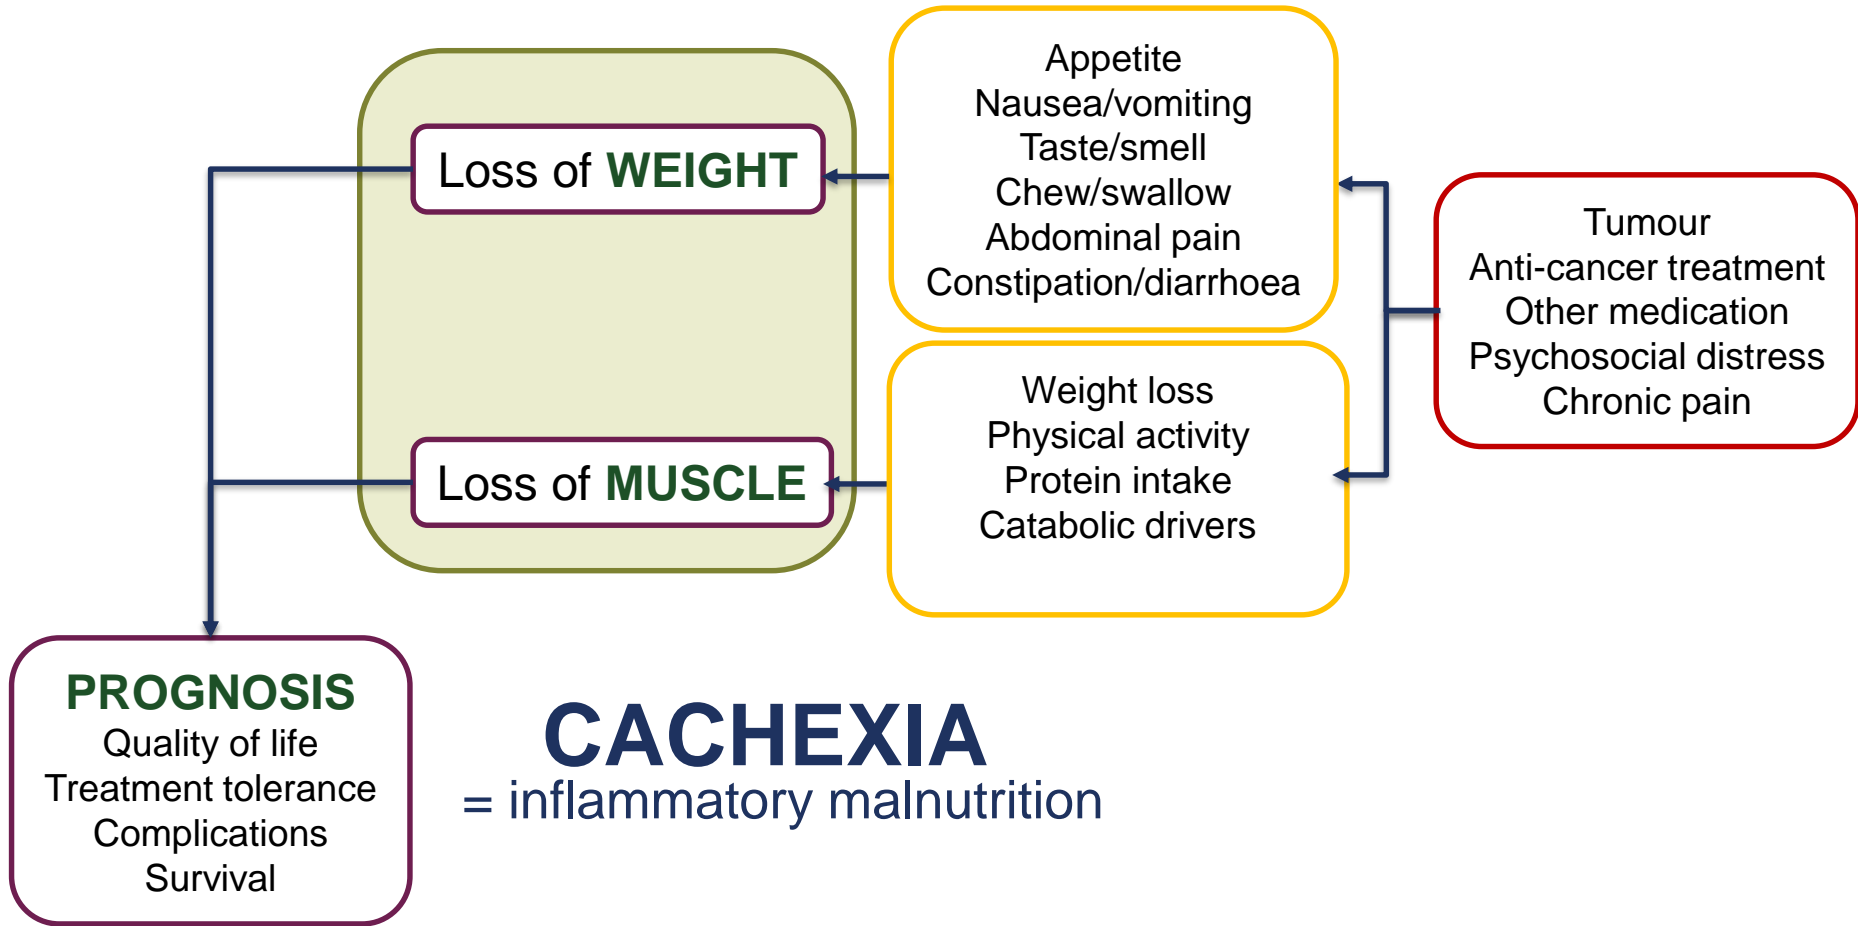 Appetite
Nausea/vomiting
Taste/smell
Chew/swallow
Abdominal pain
Constipation/diarrhoea
Loss of WEIGHT
Tumour
Anti-cancer treatment
Other medication
Psychosocial distress
Chronic pain
Weight loss
Physical activity
Protein intake
Catabolic drivers
Loss of MUSCLE
PROGNOSIS
Quality of life
Treatment tolerance
Complications
Survival
CACHEXIA
= inflammatory malnutrition